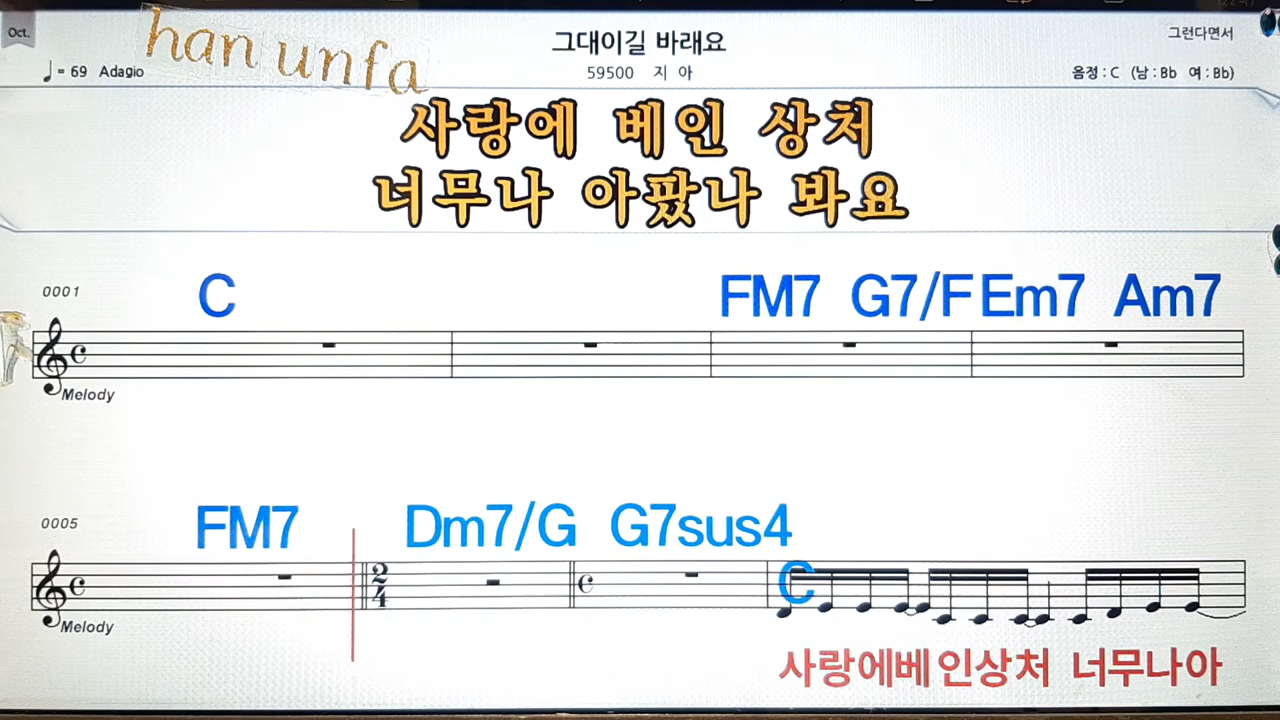 Oct.
han unfa
그대이길 바래요
그런다면서
♩= 69 Adagio
59500 지 아
음정 : C (남 : Bb 여 : Bb)
사랑에 베인 상처
너무나 아팠나 봐요
0001
C FM7 G7/F Em7 Am7
Melody
0005
FM7 Dm7/G G7sus4
C
2
4
Melody
사랑에베 인상처 너무나아